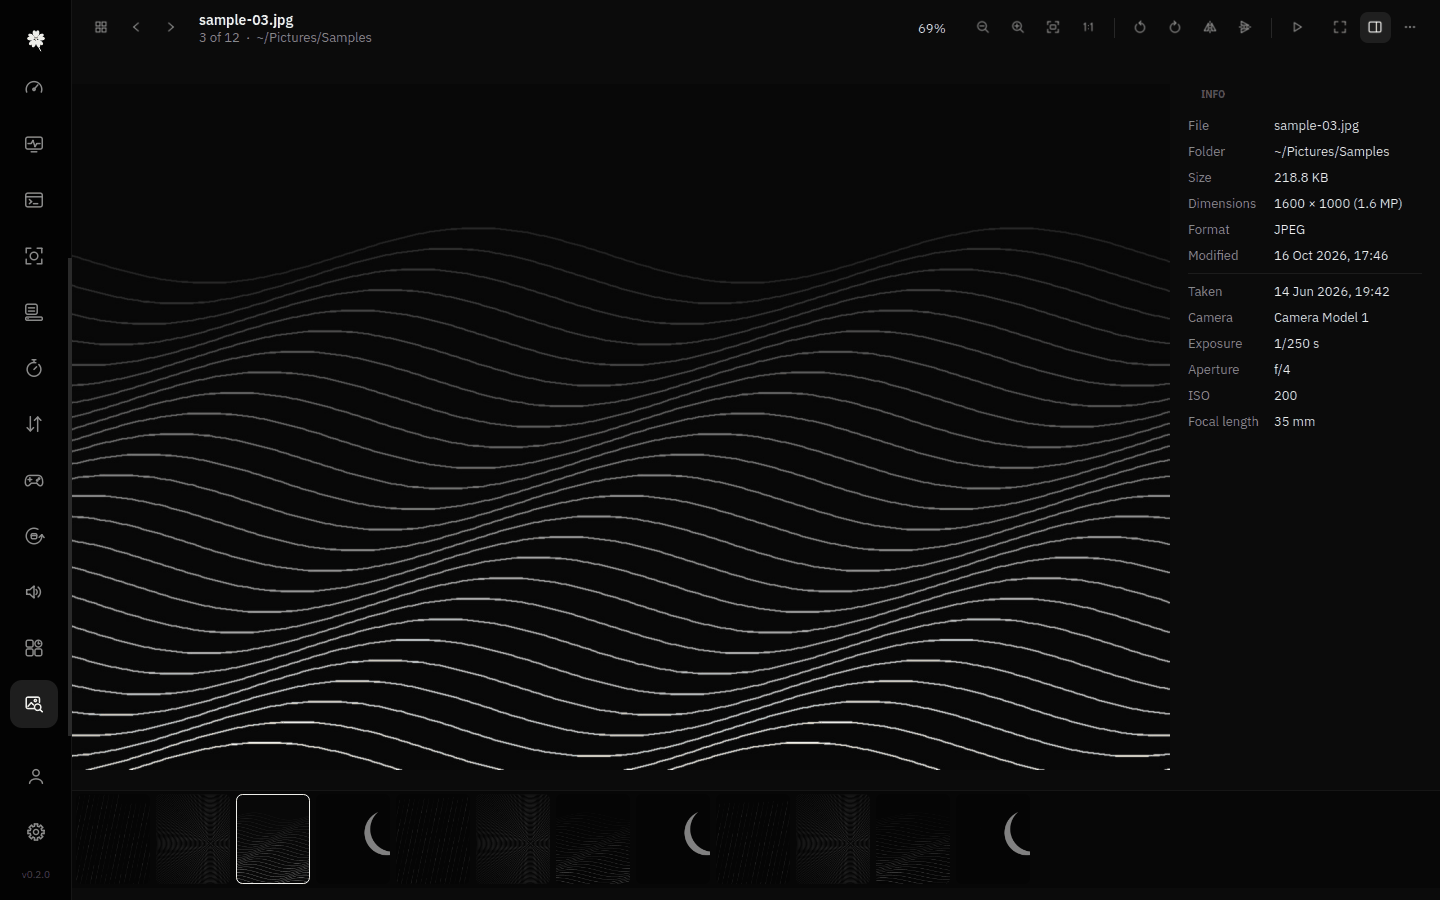 sample-03.jpg
3 of 12 · ~/Pictures/Samples
69%
1:1
INFO
File sample-03.jpg
Folder ~/Pictures/Samples
Size 218.8 KB
Dimensions 1600 × 1000 (1.6 MP)
Format JPEG
Modified 16 Oct 2026, 17:46
Taken 14 Jun 2026, 19:42
Camera Camera Model 1
Exposure 1/250 s
Aperture f/4
ISO 200
Focal length 35 mm
v0.2.0